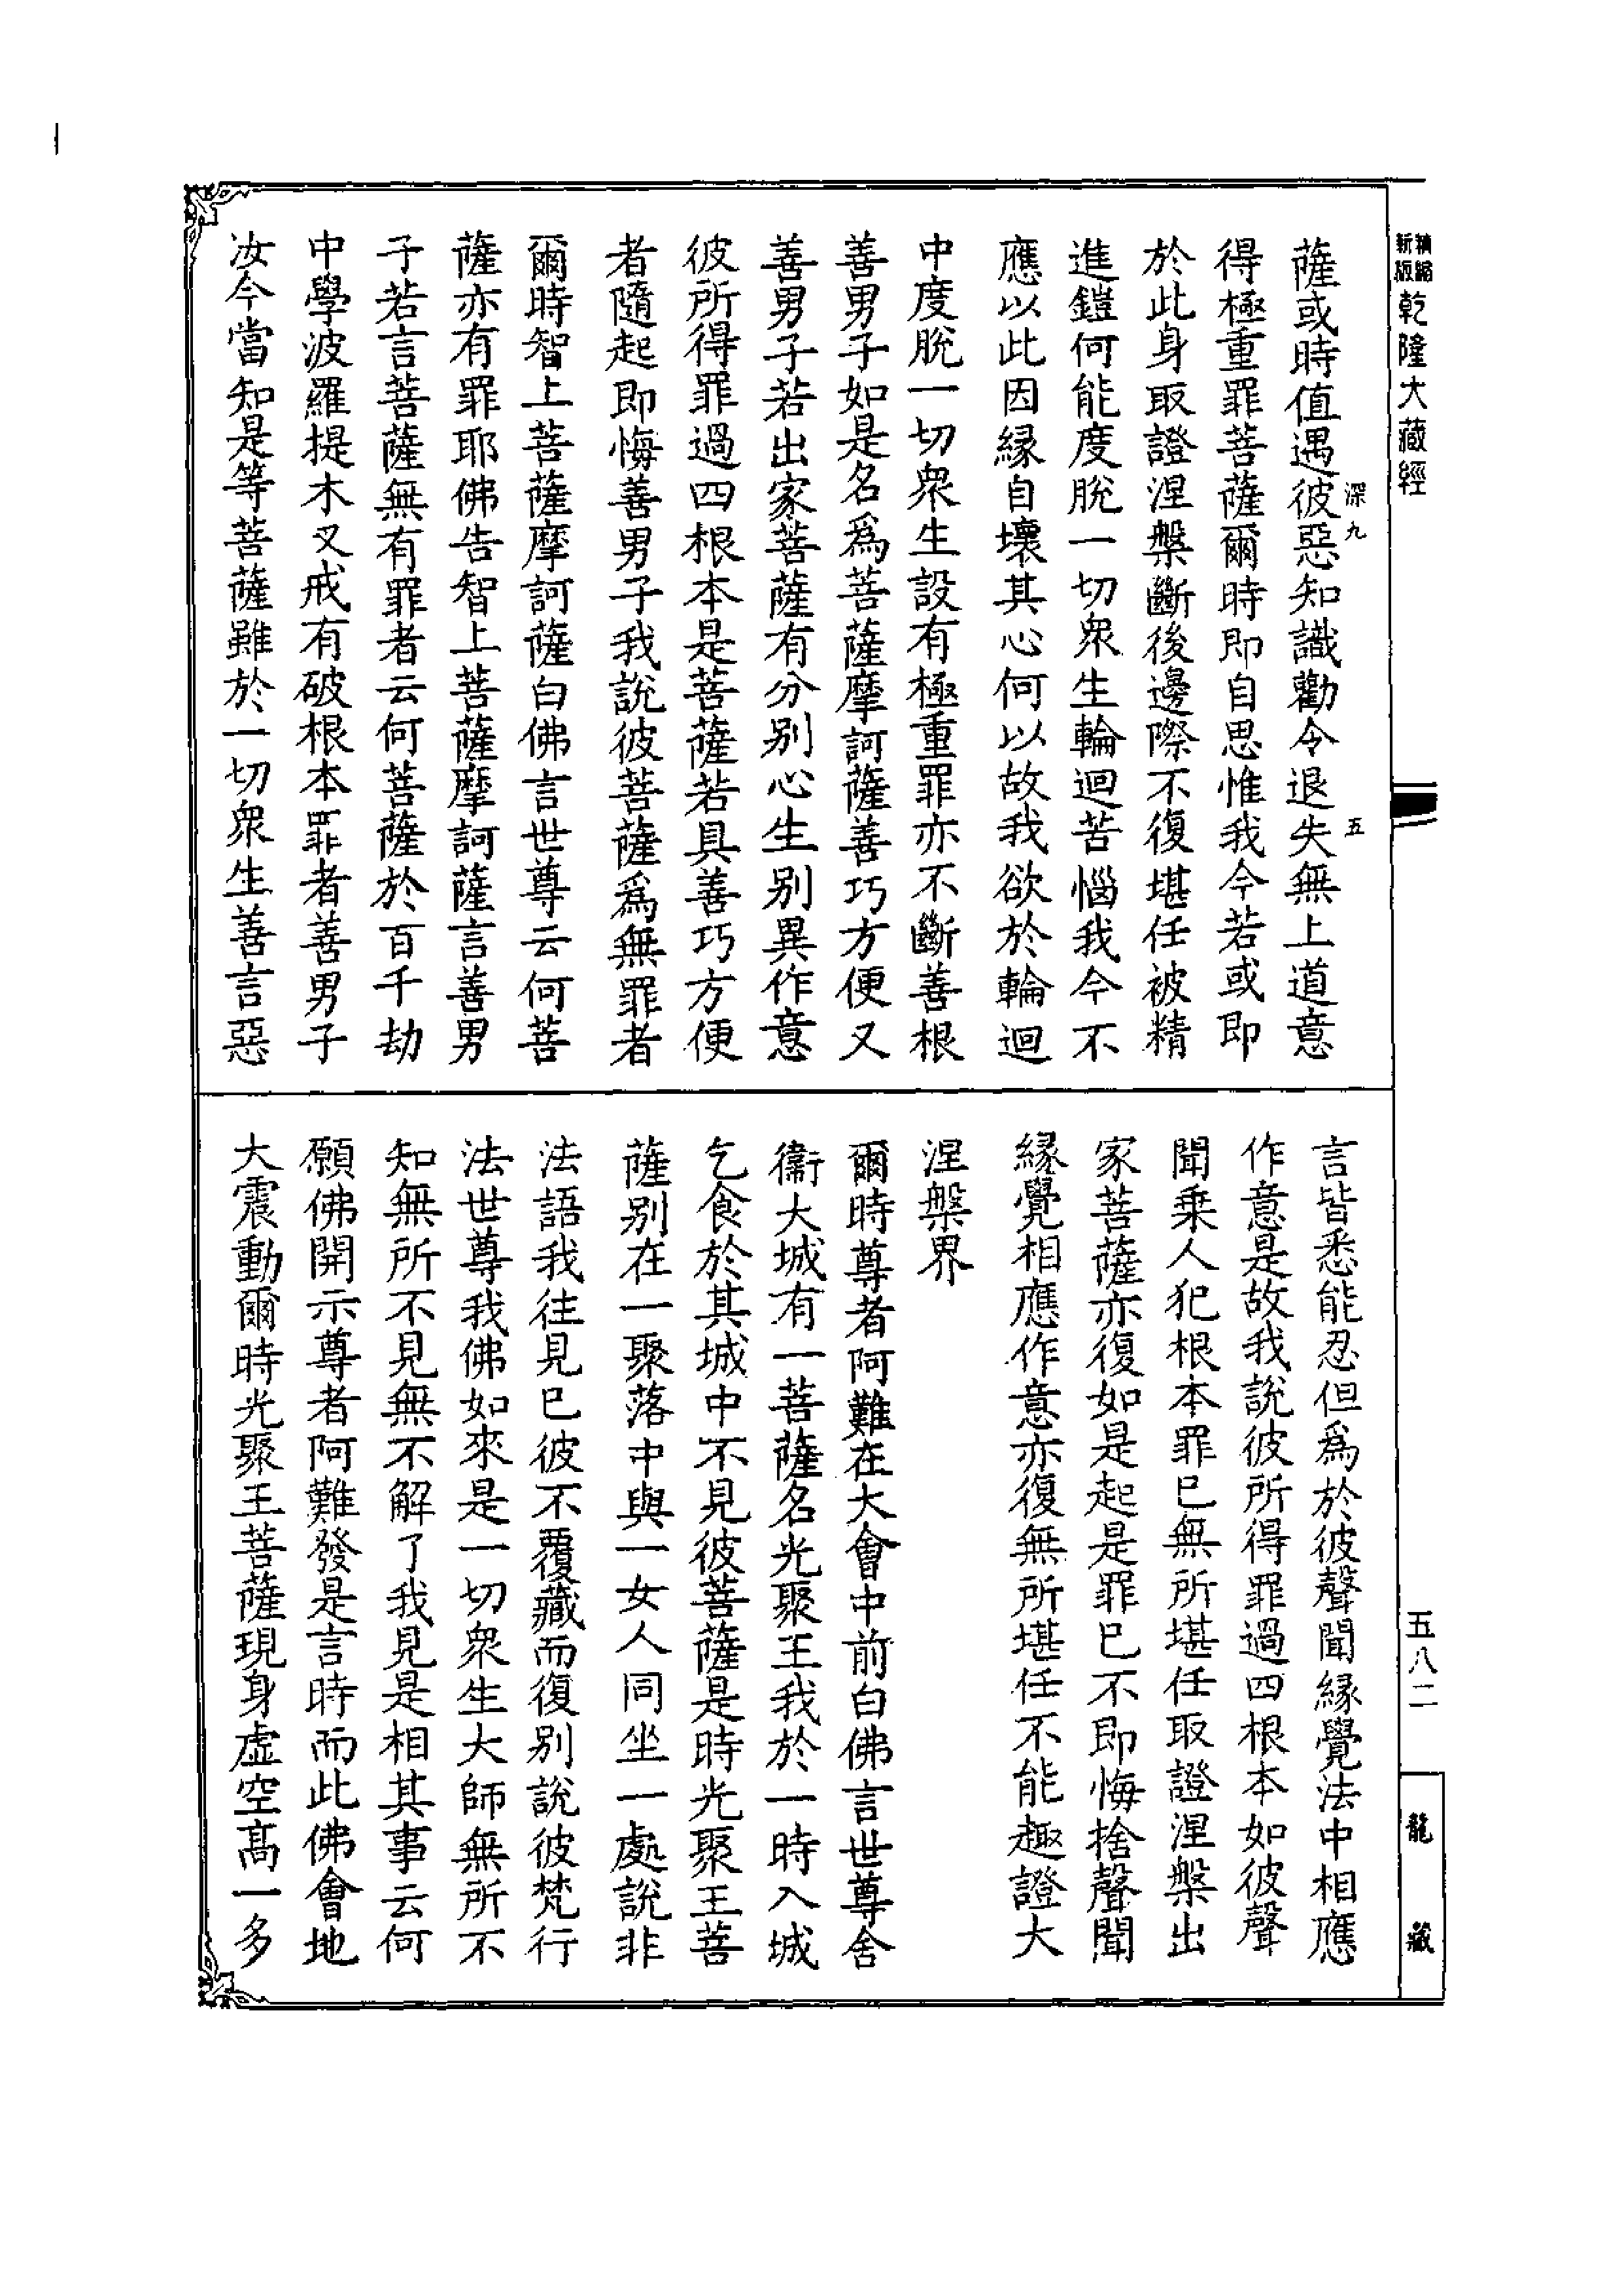 新版精縮乾隆大藏經
深九
五
薩或時值遇彼惡知識勸令退失無上道意
得極重罪菩薩爾時即自思惟我今若或即
於此身取證涅槃斷後邊際不復堪任被精
進鎧何能度脫一切衆生輪迴苦惱我今不
應以此因緣自壞其心何以故我欲於輪迴
中度脫一切衆生設有極重罪亦不斷善根
善男子如是名爲菩薩摩訶薩善巧方便又
善男子若出家菩薩有分別心生別異作意
彼所得罪過四根本是菩薩若具善巧方便
者隨起即悔善男子我說彼菩薩爲無罪者
爾時智上菩薩摩訶薩白佛言世尊云何菩
薩亦有罪耶佛告智上菩薩摩訶薩言善男
子若言菩薩無有罪者云何菩薩於百千劫
中學波羅提木叉戒有破根本罪者善男子
汝今當知是等菩薩雖於一切衆生善言惡
言皆悉能忍但爲於彼聲聞緣覺法中相應
作意是故我說彼所得罪過四根本如彼聲
聞乘人犯根本罪已無所堪任取證涅槃出
家菩薩亦復如是起是罪已不即悔捨聲聞
緣覺相應作意亦復無所堪任不能趣證大
涅槃界
爾時尊者阿難在大會中前白佛言世尊舍
衞大城有一菩薩名光聚王我於一時入城
乞食於其城中不見彼菩薩是時光聚王菩
薩別在一聚落中與一女人同坐一處說非
法語我往見已彼不覆藏而復別說彼梵行
法世尊我佛如來是一切衆生大師無所不
知無所不見無不解了我見是相其事云何
願佛開示尊者阿難發是言時而此佛會地
大震動爾時光聚王菩薩現身虛空高一多
五八二
龍藏